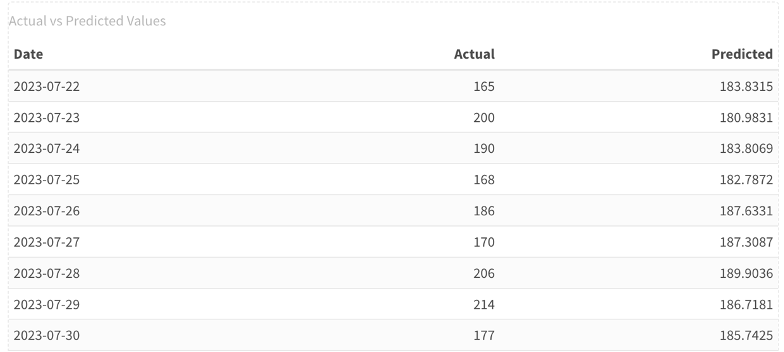 Actual vs Predicted Values
Date Actual Predicted
2023-07-22 165 183.8315
2023-07-23 200 180.9831
2023-07-24 190 183.8069
2023-07-25 168 182.7872
2023-07-26 186 187.6331
2023-07-27 170 187.3087
2023-07-28 206 189.9036
2023-07-29 214 186.7181
2023-07-30 177 185.7425